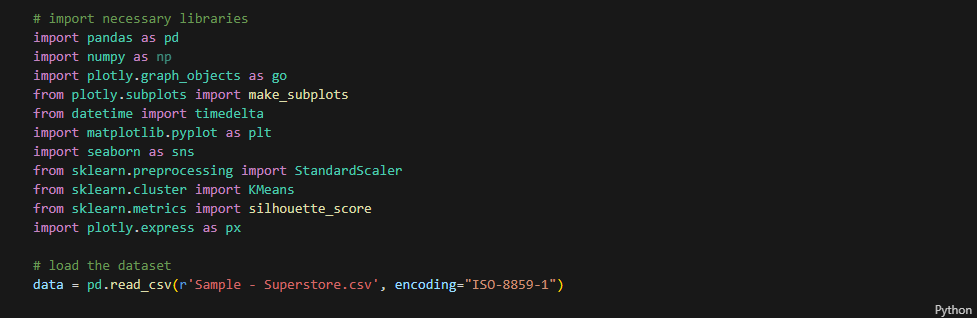 # import necessary libraries
import pandas as pd
import numpy as np
import plotly.graph_objects as go
from plotly.subplots import make_subplots
from datetime import timedelta
import matplotlib.pyplot as plt
import seaborn as sns
from sklearn.preprocessing import StandardScaler
from sklearn.cluster import KMeans
from sklearn.metrics import silhouette_score
import plotly.express as px
# load the dataset
data = pd.read_csv(r'Sample - Superstore.csv', encoding="ISO-8859-1")
Python